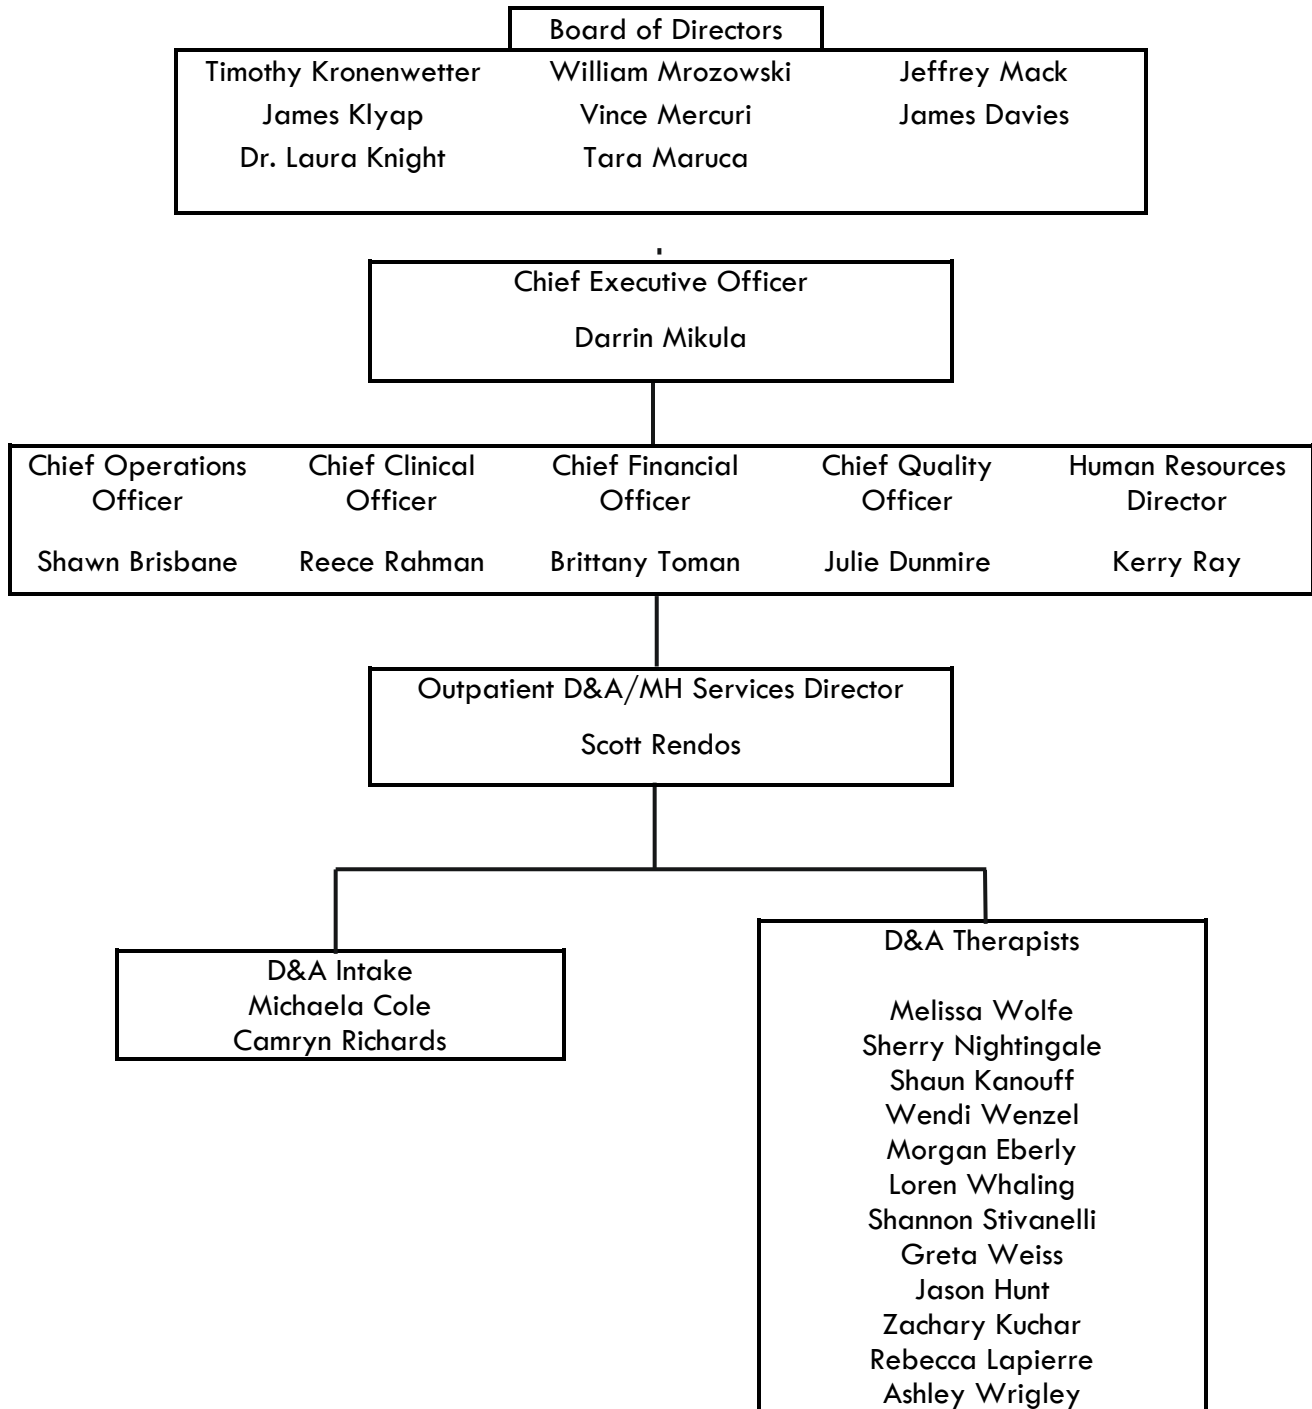 Board of Directors
Timothy Kronenwetter William Mrozowski Jeffrey Mack
James Klyap Vince Mercuri James Davies
Dr. Laura Knight Tara Maruca
Chief Executive Officer
Darrin Mikula
Chief Operations Officer
Shawn Brisbane
Chief Clinical Officer
Reece Rahman
Chief Financial Officer
Brittany Toman
Chief Quality Officer
Julie Dunmire
Human Resources Director
Kerry Ray
Outpatient D&A/MH Services Director
Scott Rendos
D&A Intake
Michaela Cole
Camryn Richards
D&A Therapists
Melissa Wolfe
Sherry Nightingale
Shaun Kanouff
Wendi Wenzel
Morgan Eberly
Loren Whaling
Shannon Stivanelli
Greta Weiss
Jason Hunt
Zachary Kuchar
Rebecca Lapierre
Ashley Wrigley